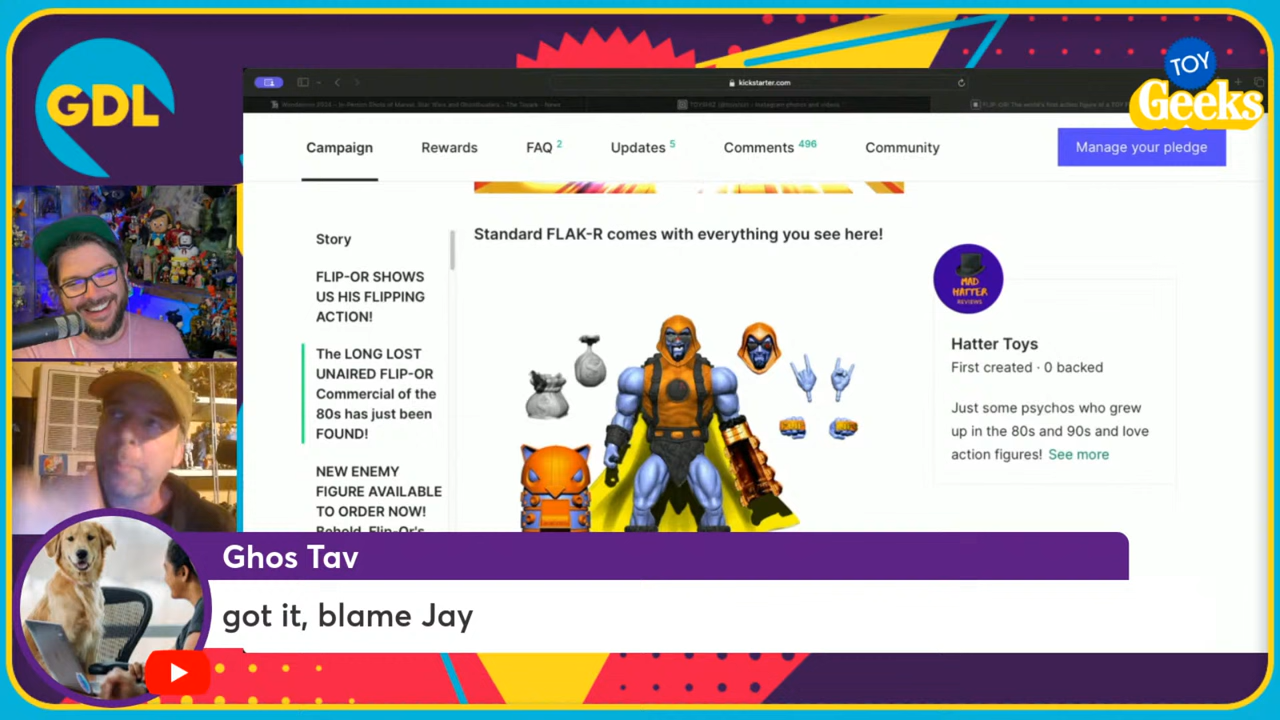 GDL
TOY
Geeks
kickstarter.com
Campaign
Rewards
FAQ 2
Updates 5
Comments 496
Community
Manage your pledge
Story
FLIP-OR SHOWS
US HIS FLIPPING
ACTION!
The LONG LOST
UNAIRED FLIP-OR
Commercial of the
80s has just been
FOUND!
NEW ENEMY
FIGURE AVAILABLE
TO ORDER NOW!
Behold, Flip-Or's
Standard FLAK-R comes with everything you see here!
MAD
HATTER
REVIEWS
Hatter Toys
First created · 0 backed
Just some psychos who grew
up in the 80s and 90s and love
action figures! See more
Ghos Tav
got it, blame Jay